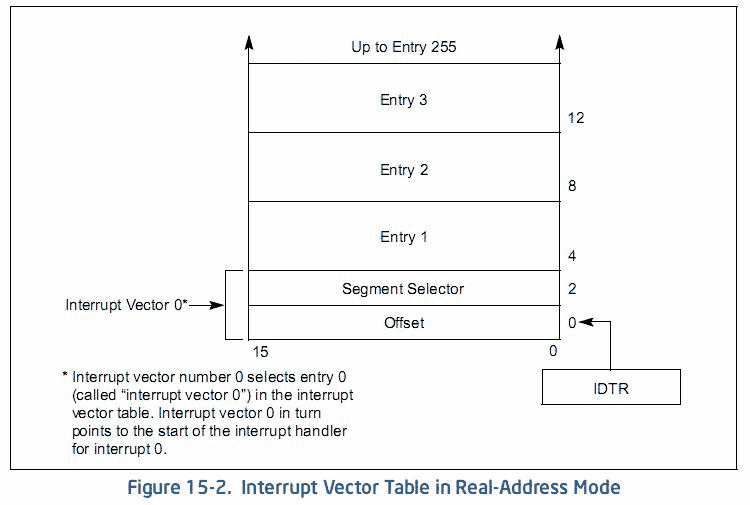 Up to Entry 255
Entry 3
12
Entry 2
8
Entry 1
4
Segment Selector
2
Interrupt Vector 0*
Offset
0
15
0
IDTR
* Interrupt vector number 0 selects entry 0
(called “interrupt vector 0”) in the interrupt
vector table. Interrupt vector 0 in turn
points to the start of the interrupt handler
for interrupt 0.
Figure 15-2. Interrupt Vector Table in Real-Address Mode